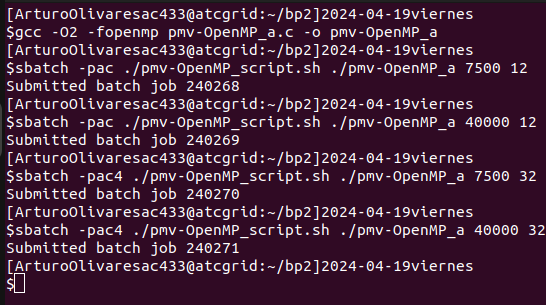 [ArturoOlivaresac433@atcgrid:~/bp2]2024-04-19viernes
$gcc -O2 -fopenmp pmv-OpenMP_a.c -o pmv-OpenMP_a
[ArturoOlivaresac433@atcgrid:~/bp2]2024-04-19viernes
$sbatch -pac ./pmv-OpenMP_script.sh ./pmv-OpenMP_a 7500 12
Submitted batch job 240268
[ArturoOlivaresac433@atcgrid:~/bp2]2024-04-19viernes
$sbatch -pac ./pmv-OpenMP_script.sh ./pmv-OpenMP_a 40000 12
Submitted batch job 240269
[ArturoOlivaresac433@atcgrid:~/bp2]2024-04-19viernes
$sbatch -pac4 ./pmv-OpenMP_script.sh ./pmv-OpenMP_a 7500 32
Submitted batch job 240270
[ArturoOlivaresac433@atcgrid:~/bp2]2024-04-19viernes
$sbatch -pac4 ./pmv-OpenMP_script.sh ./pmv-OpenMP_a 40000 32
Submitted batch job 240271
[ArturoOlivaresac433@atcgrid:~/bp2]2024-04-19viernes
$